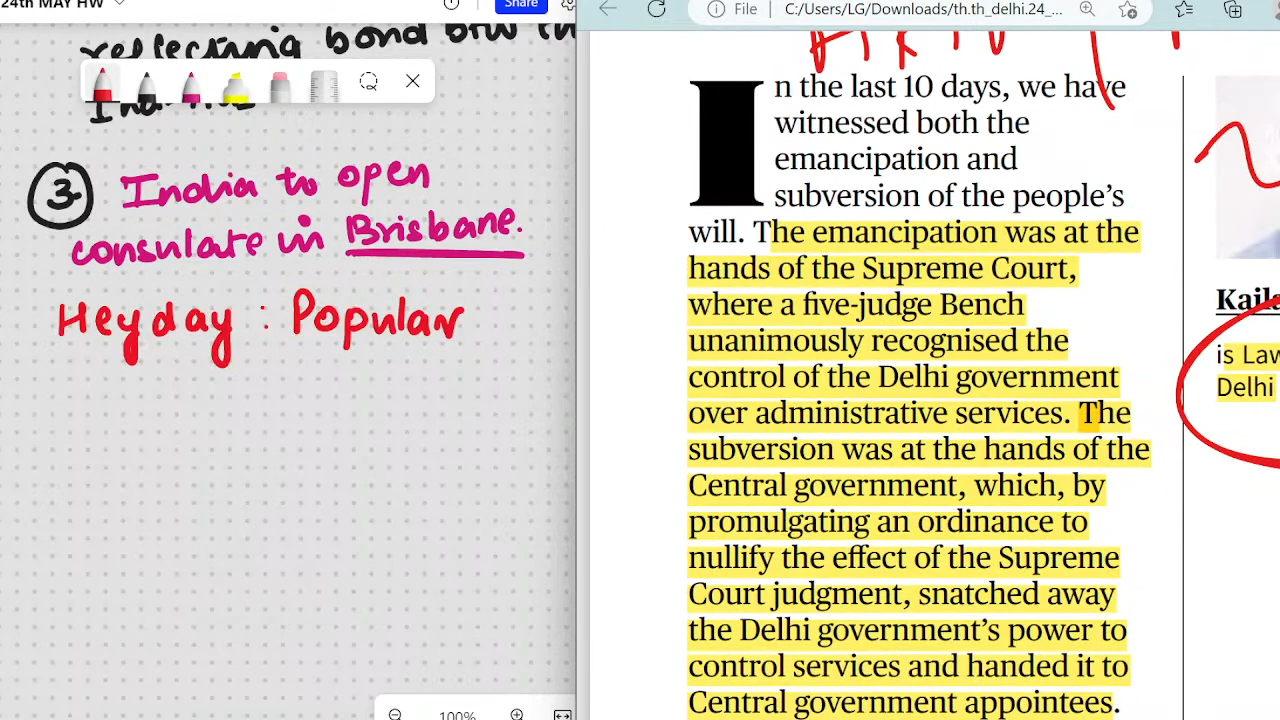 24th MAY HW
Share
reflecting bond btw
3 India to open
consulate in Brisbane.
Heyday : Popular
100%
File C:/Users/LG/Downloads/th.th_delhi.24_...
In the last 10 days, we have
witnessed both the
emancipation and
subversion of the people’s
will. The emancipation was at the
hands of the Supreme Court,
where a five-judge Bench
unanimously recognised the
control of the Delhi government
over administrative services. The
subversion was at the hands of the
Central government, which, by
promulgating an ordinance to
nullify the effect of the Supreme
Court judgment, snatched away
the Delhi government’s power to
control services and handed it to
Central government appointees.
Kaila
is Law
Delhi